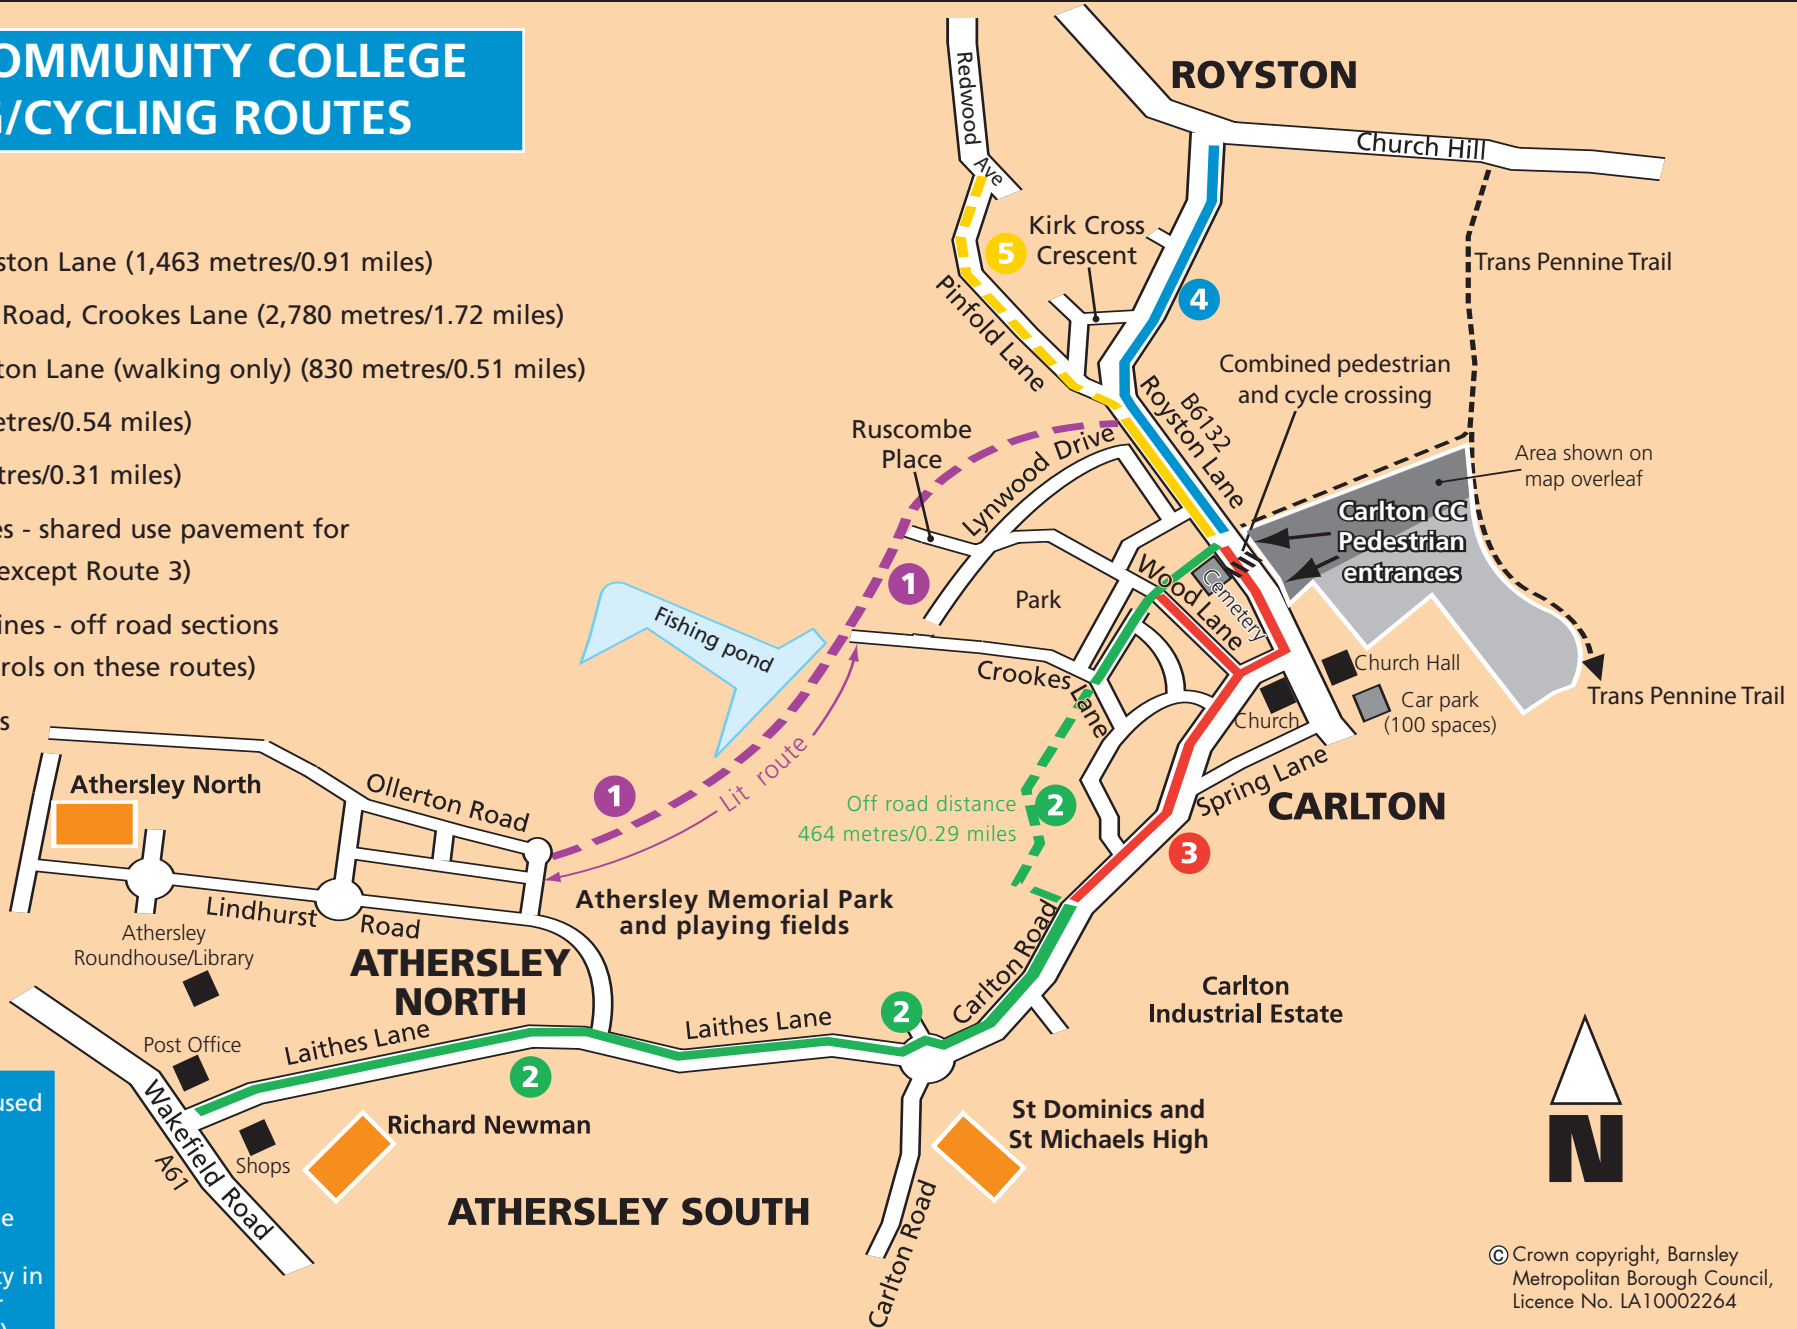 OMMUNITY COLLEGE
/CYCLING ROUTES
ston Lane (1,463 metres/0.91 miles)
Road, Crookes Lane (2,780 metres/1.72 miles)
ton Lane (walking only) (830 metres/0.51 miles)
etres/0.54 miles)
tres/0.31 miles)
es - shared use pavement for
except Route 3)
ines - off road sections
rols on these routes)
s
ROYSTON
Redwood
Ave
Church Hill
Kirk Cross
Crescent
5
4
Trans Pennine Trail
Pinfold Lane
Combined pedestrian
and cycle crossing
B6132
Royston Lane
Ruscombe
Place
Lynwood Drive
Area shown on
map overleaf
Carlton CC
Pedestrian
entrances
1
Wood Lane
Cemetery
Park
Fishing pond
Crookes Lane
Church Hall
Church
Car park
(100 spaces)
Trans Pennine Trail
Lit route
Spring Lane
CARLTON
Athersley North
Ollerton Road
1
Off road distance
464 metres/0.29 miles
2
3
Athersley Memorial Park
and playing fields
Lindhurst Road
Athersley
Roundhouse/Library
ATHERSLEY
NORTH
Carlton Road
Carlton
Industrial Estate
2
Laithes Lane
Laithes Lane
Post Office
2
Wakefield Road
A61
Shops
Richard Newman
St Dominics and
St Michaels High
ATHERSLEY SOUTH
Carlton Road
N
used
e
ty in
© Crown copyright, Barnsley
Metropolitan Borough Council,
Licence No. LA10002264